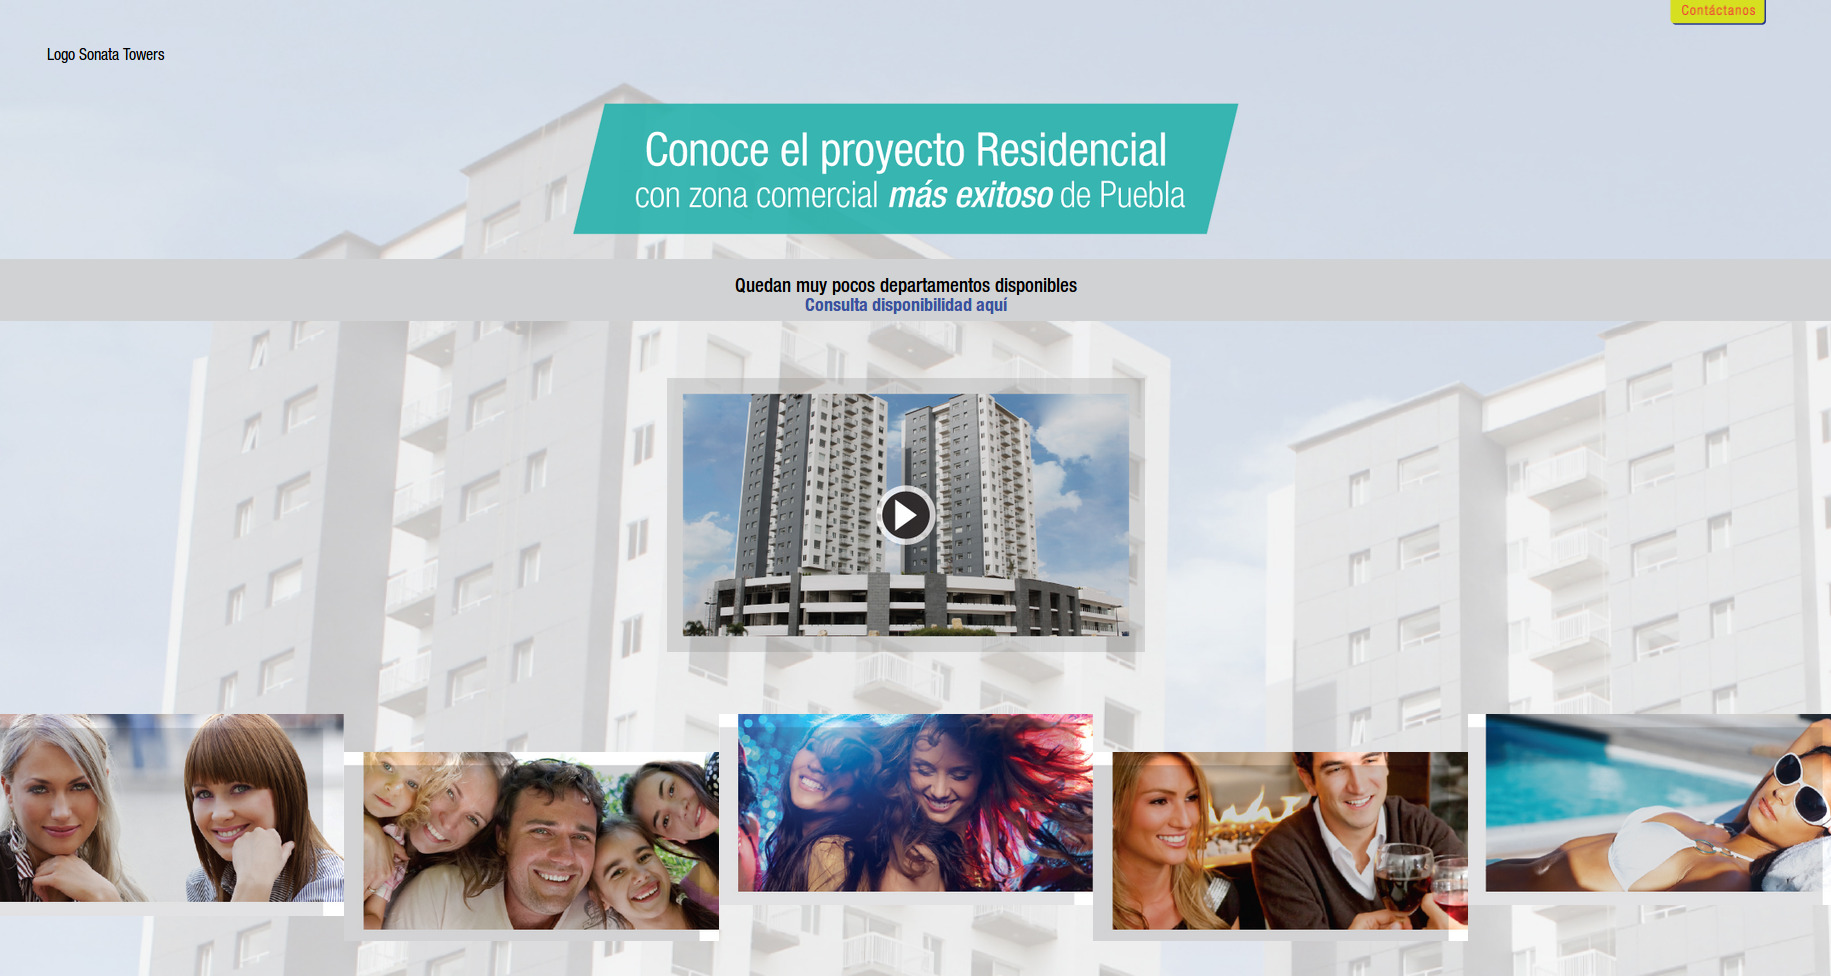 Contáctanos
Logo Sonata Towers
Conoce el proyecto Residencial
con zona comercial más exitoso de Puebla
Quedan muy pocos departamentos disponibles
Consulta disponibilidad aquí